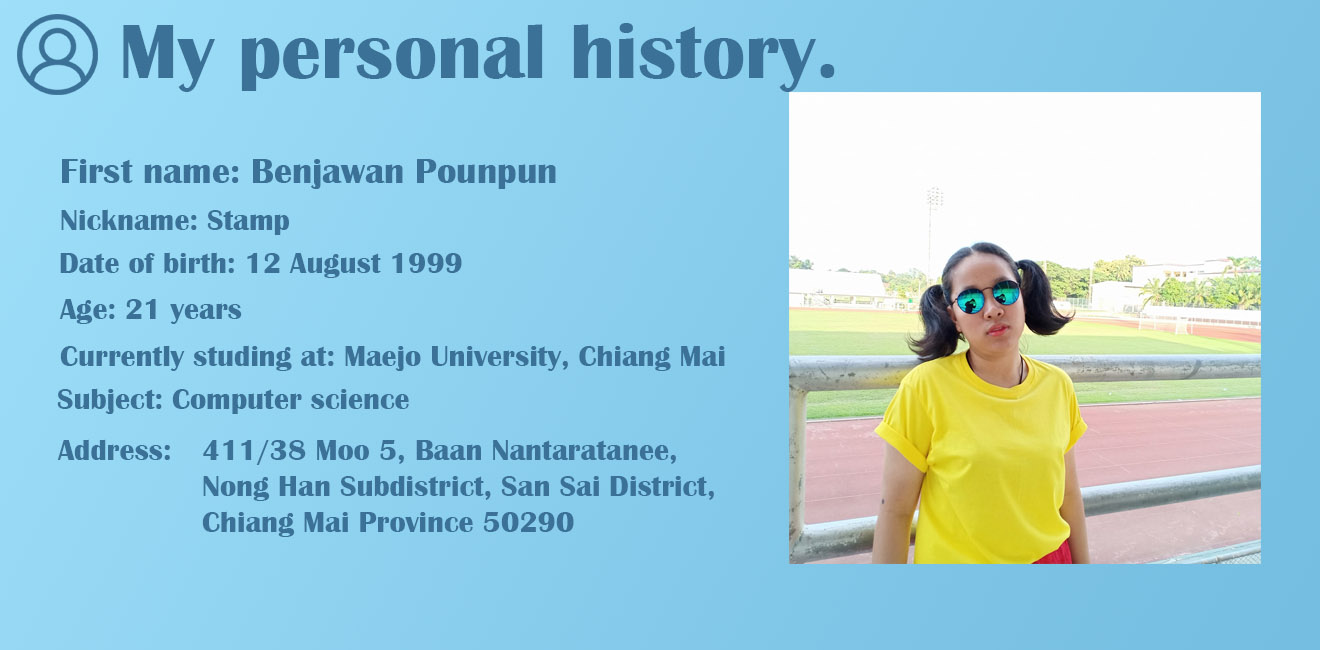 My personal history.
First name: Benjawan Pounpun
Nickname: Stamp
Date of birth: 12 August 1999
Age: 21 years
Currently studing at: Maejo University, Chiang Mai
Subject: Computer science
Address: 411/38 Moo 5, Baan Nantaratanee,
Nong Han Subdistrict, San Sai District,
Chiang Mai Province 50290